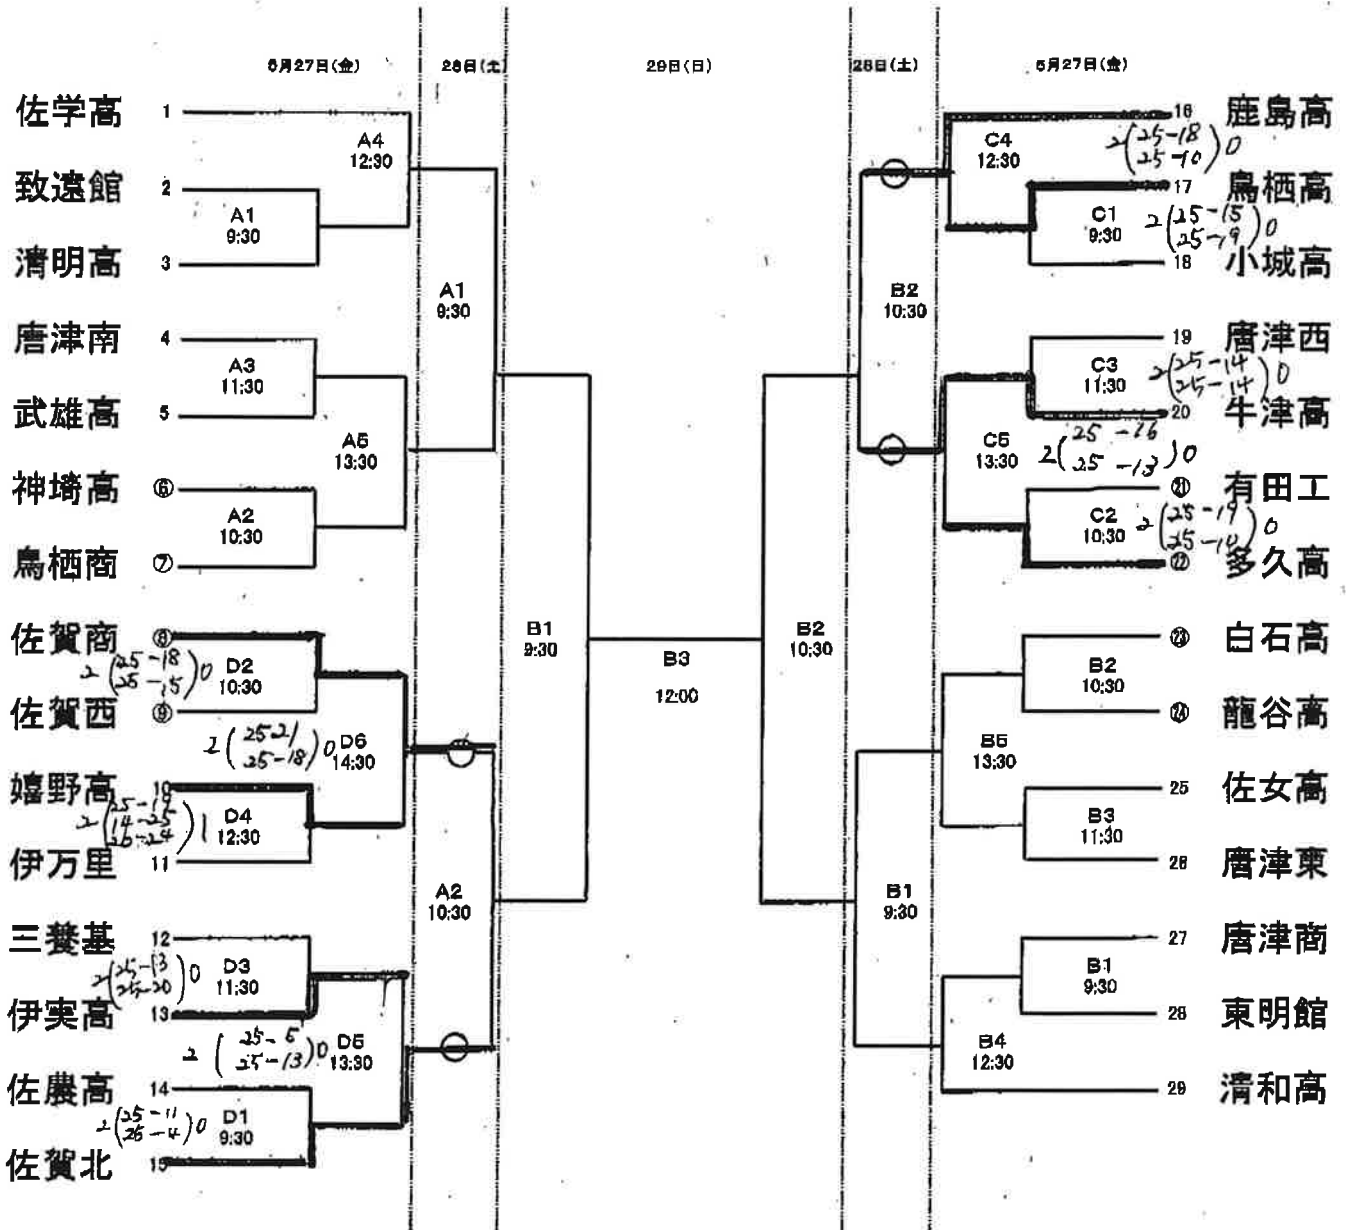 5月27日(金) 28日(土) 29日(日) 28日(土) 5月27日(金)
佐学高 1
A4
12:30
致遠館 2
A1
9:30
清明高 3
A1
9:30
唐津南 4
A3
11:30
武雄高 5
A5
13:30
神埼高 ⑥
A2
10:30
鳥栖商 ⑦
佐賀商 ⑧
2(25-18 25-15)0
D2
10:30
佐賀西 ⑨
2(25-21 25-18)0
D6
14:30
嬉野高 10
14-25
D4
12:30
伊万里 11
A2
10:30
三養基 12
2(25-13 25-20)0
D3
11:30
伊実高 13
25-13
D5
13:30
佐農高 14
2(25-11 25-4)0
D1
9:30
佐賀北 15
B1
9:30
B3
12:00
B2
10:30
16 鹿島高
C4
12:30
2(25-18 25-10)0
17 鳥栖高
C1
9:30
2(25-15 25-19)0
18 小城高
B2
10:30
19 唐津西
C3
11:30
2(25-14 25-14)0
20 牛津高
C5
13:30
2(25-16 25-13)0
㉑ 有田工
C2
10:30
25-19
㉒ 多久高
㉓ 白石高
B2
10:30
㉔ 龍谷高
B5
13:30
25 佐女高
B3
11:30
26 唐津東
B1
9:30
27 唐津商
B1
9:30
28 東明館
B4
12:30
29 清和高